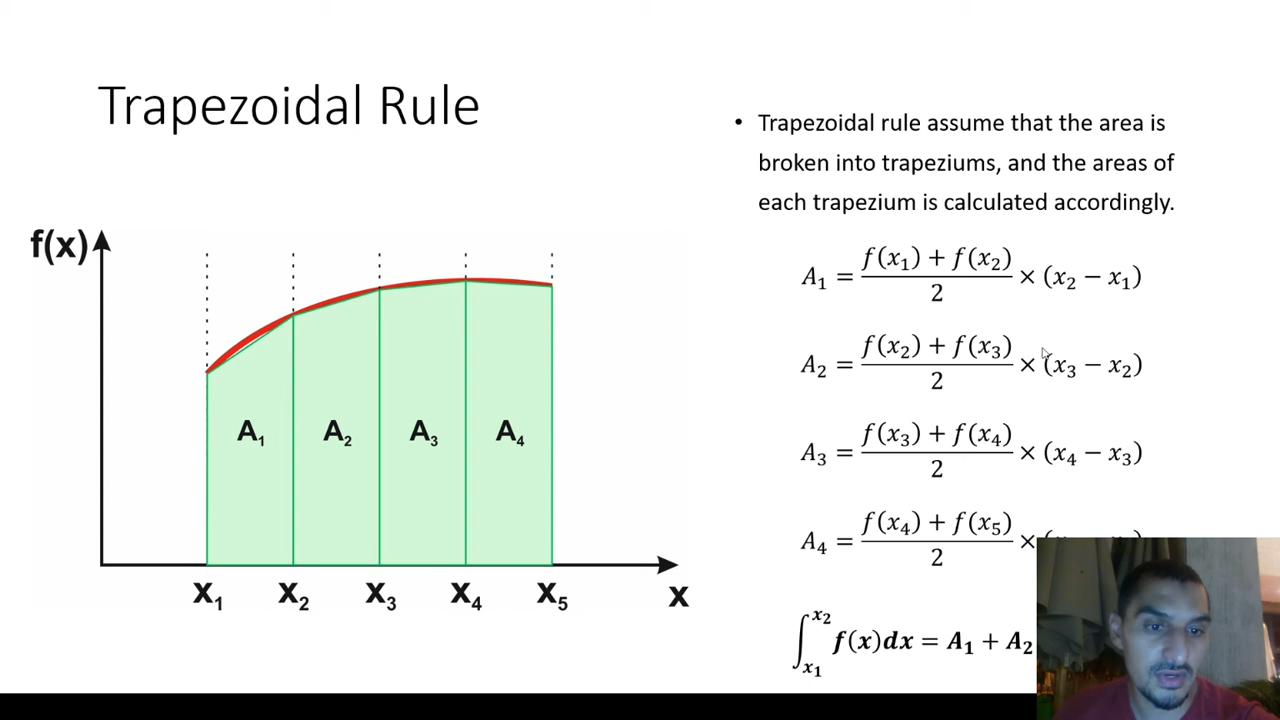 Trapezoidal Rule
• Trapezoidal rule assume that the area is
broken into trapeziums, and the areas of
each trapezium is calculated accordingly.
f(x)
A₁ A₂ A₃ A₄
x₁ x₂ x₃ x₄ x₅ x
A₁ = (f(x₁) + f(x₂))/2 × (x₂ − x₁)
A₂ = (f(x₂) + f(x₃))/2 × (x₃ − x₂)
A₃ = (f(x₃) + f(x₄))/2 × (x₄ − x₃)
A₄ = (f(x₄) + f(x₅))/2 ×
∫ₓ₁ˣ² f(x)dx = A₁ + A₂